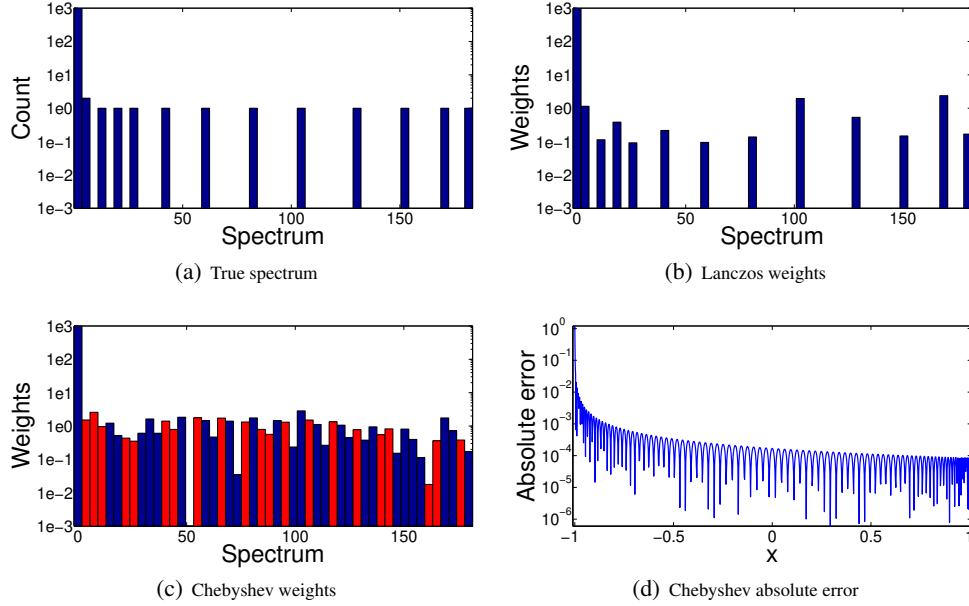 1e3
1e2
1e1
1e0
1e-1
1e-2
1e-3
Count
50 100 150
Spectrum
(a) True spectrum
1e3
1e2
1e1
1e0
1e-1
1e-2
1e-3
Weights
0 50 100 150
Spectrum
(b) Lanczos weights
1e3
1e2
1e1
1e0
1e-1
1e-2
1e-3
Weights
0 50 100 150
Spectrum
(c) Chebyshev weights
10^0
10^-1
10^-2
10^-3
10^-4
10^-5
10^-6
Absolute error
−1 −0.5 0 0.5 1
x
(d) Chebyshev absolute error